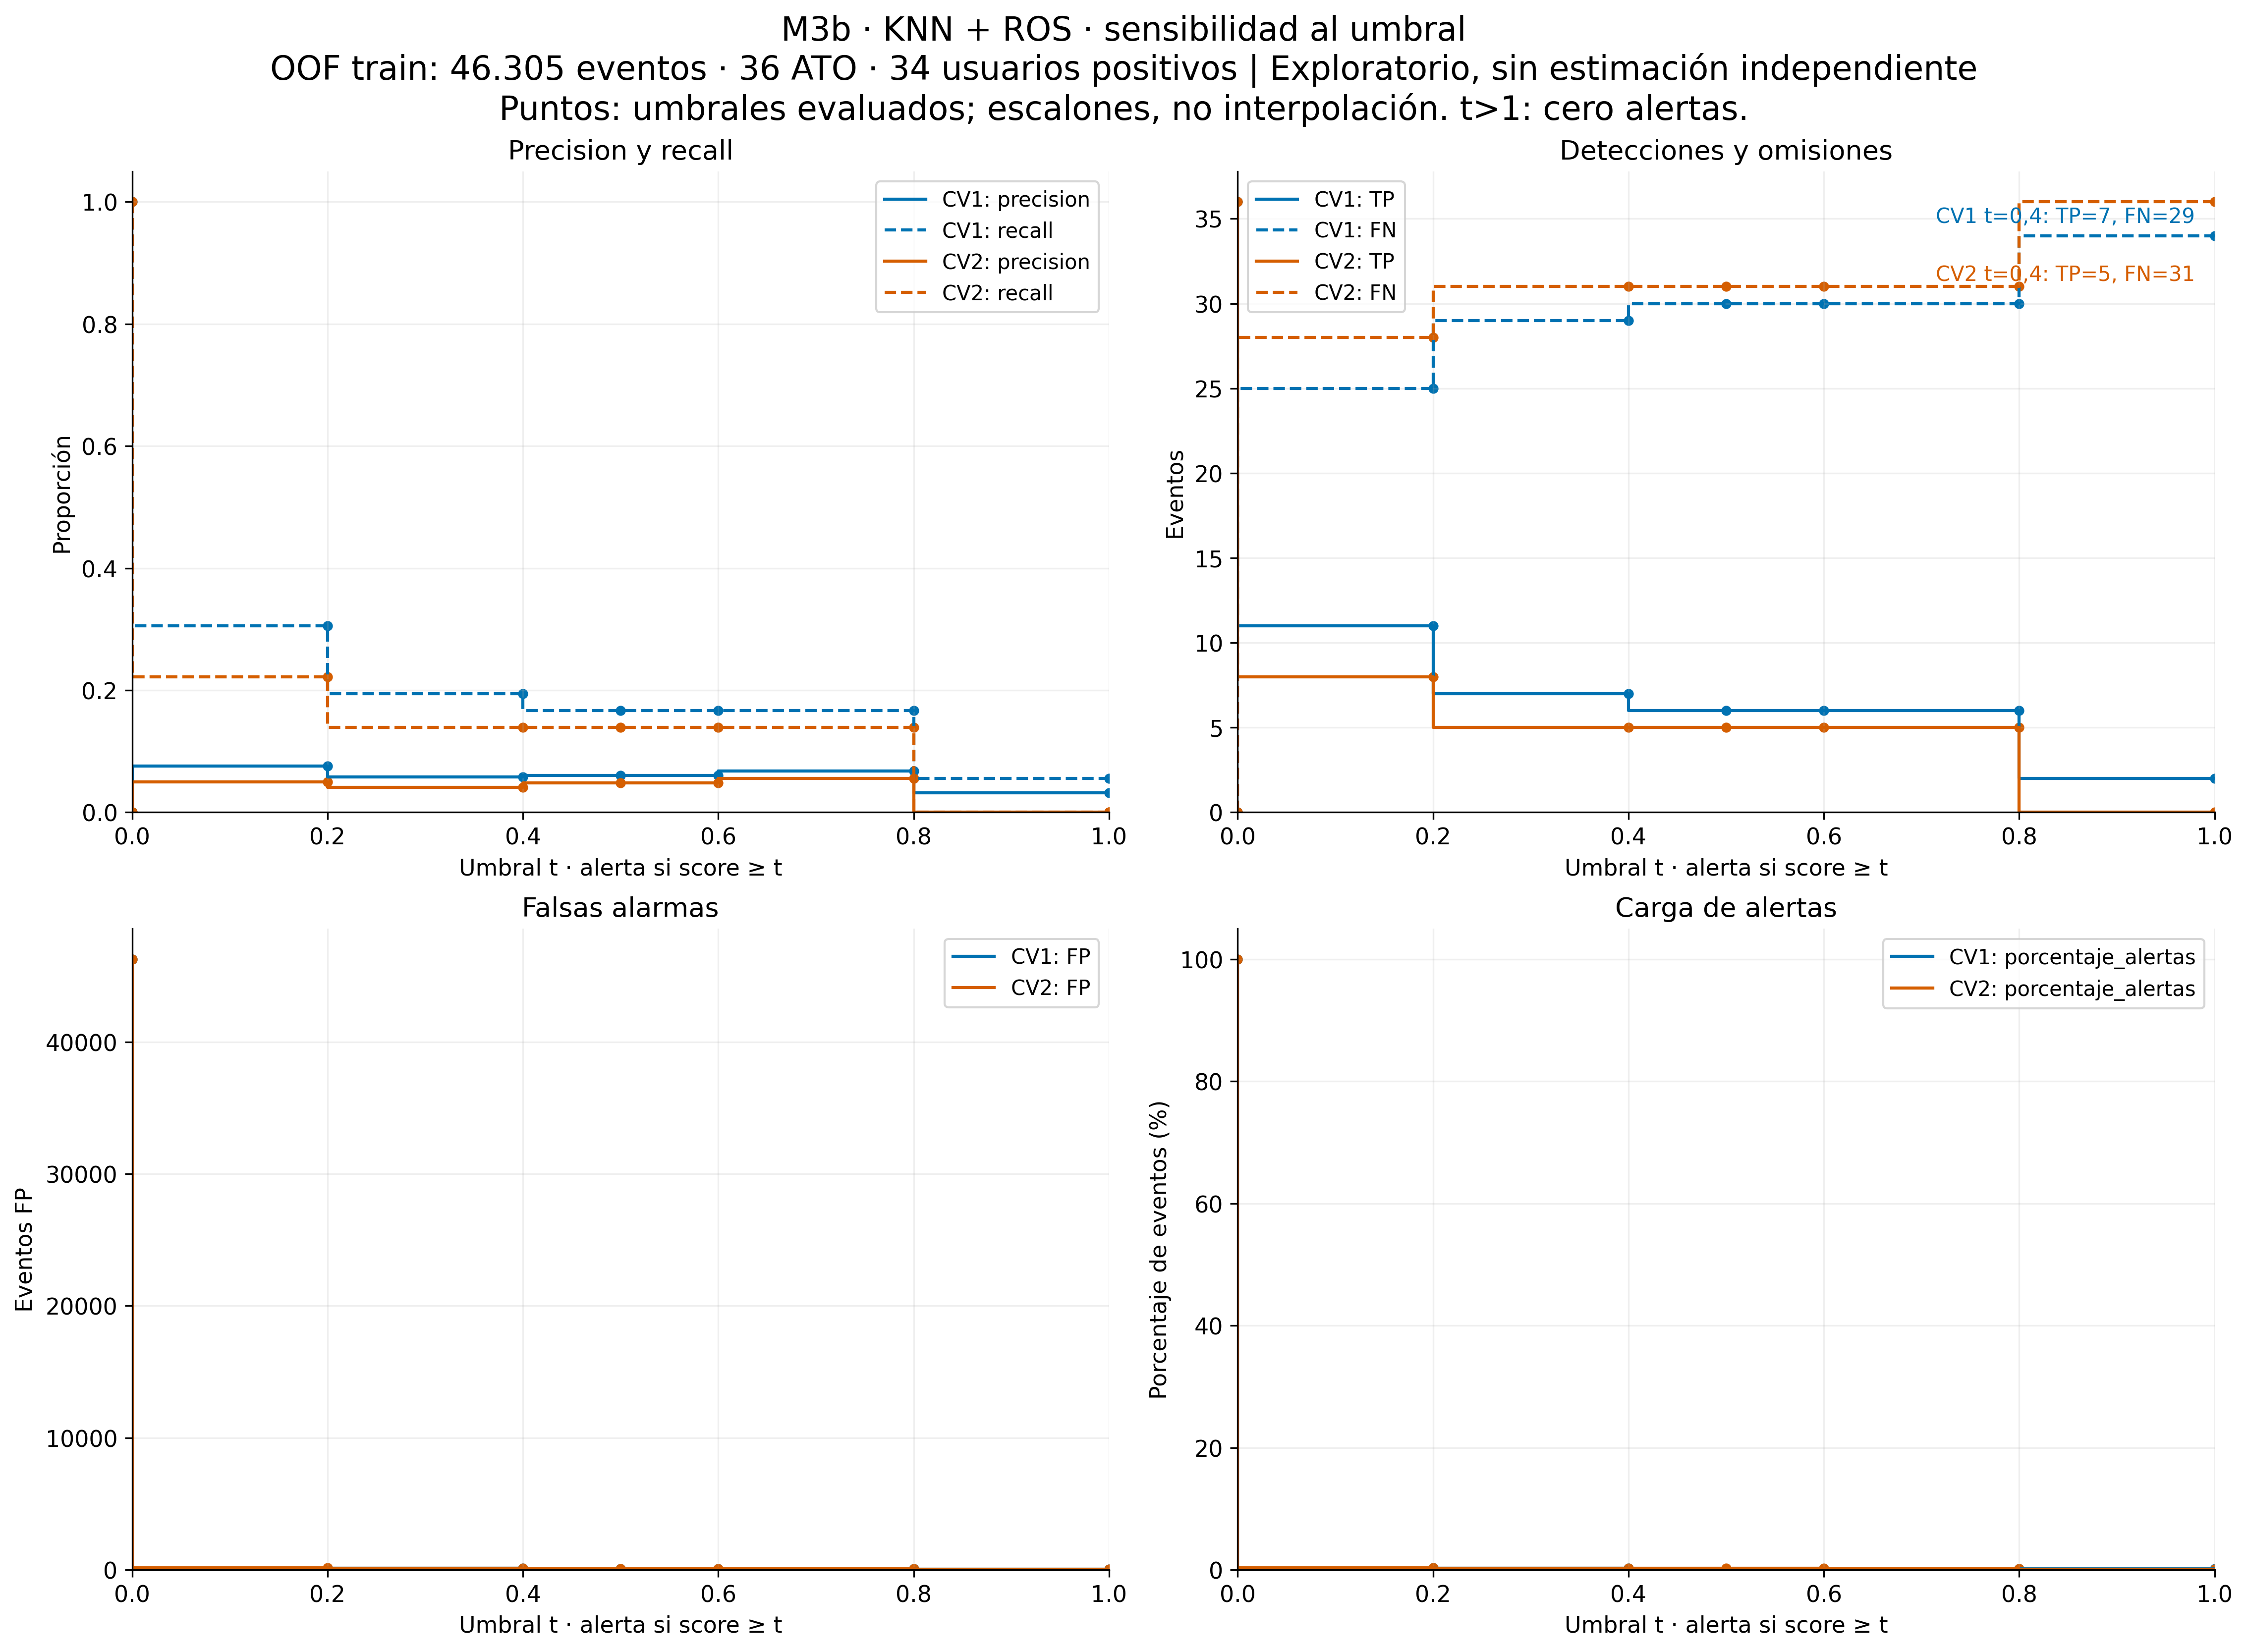 M3b · KNN + ROS · sensibilidad al umbral
OOF train: 46.305 eventos · 36 ATO · 34 usuarios positivos | Exploratorio, sin estimación independiente
Puntos: umbrales evaluados; escalones, no interpolación. t>1: cero alertas.
Precision y recall
1.0
0.8
0.6
0.4
0.2
0.0
Proporción
CV1: precision
CV1: recall
CV2: precision
CV2: recall
0.0 0.2 0.4 0.6 0.8 1.0
Umbral t · alerta si score ≥ t
Detecciones y omisiones
35
30
25
20
15
10
5
0
Eventos
CV1: TP
CV1: FN
CV2: TP
CV2: FN
CV1 t=0,4: TP=7, FN=29
CV2 t=0,4: TP=5, FN=31
0.0 0.2 0.4 0.6 0.8 1.0
Umbral t · alerta si score ≥ t
Falsas alarmas
40000
30000
20000
10000
0
Eventos FP
CV1: FP
CV2: FP
0.0 0.2 0.4 0.6 0.8 1.0
Umbral t · alerta si score ≥ t
Carga de alertas
100
80
60
40
20
0
Porcentaje de eventos (%)
CV1: porcentaje_alertas
CV2: porcentaje_alertas
0.0 0.2 0.4 0.6 0.8 1.0
Umbral t · alerta si score ≥ t